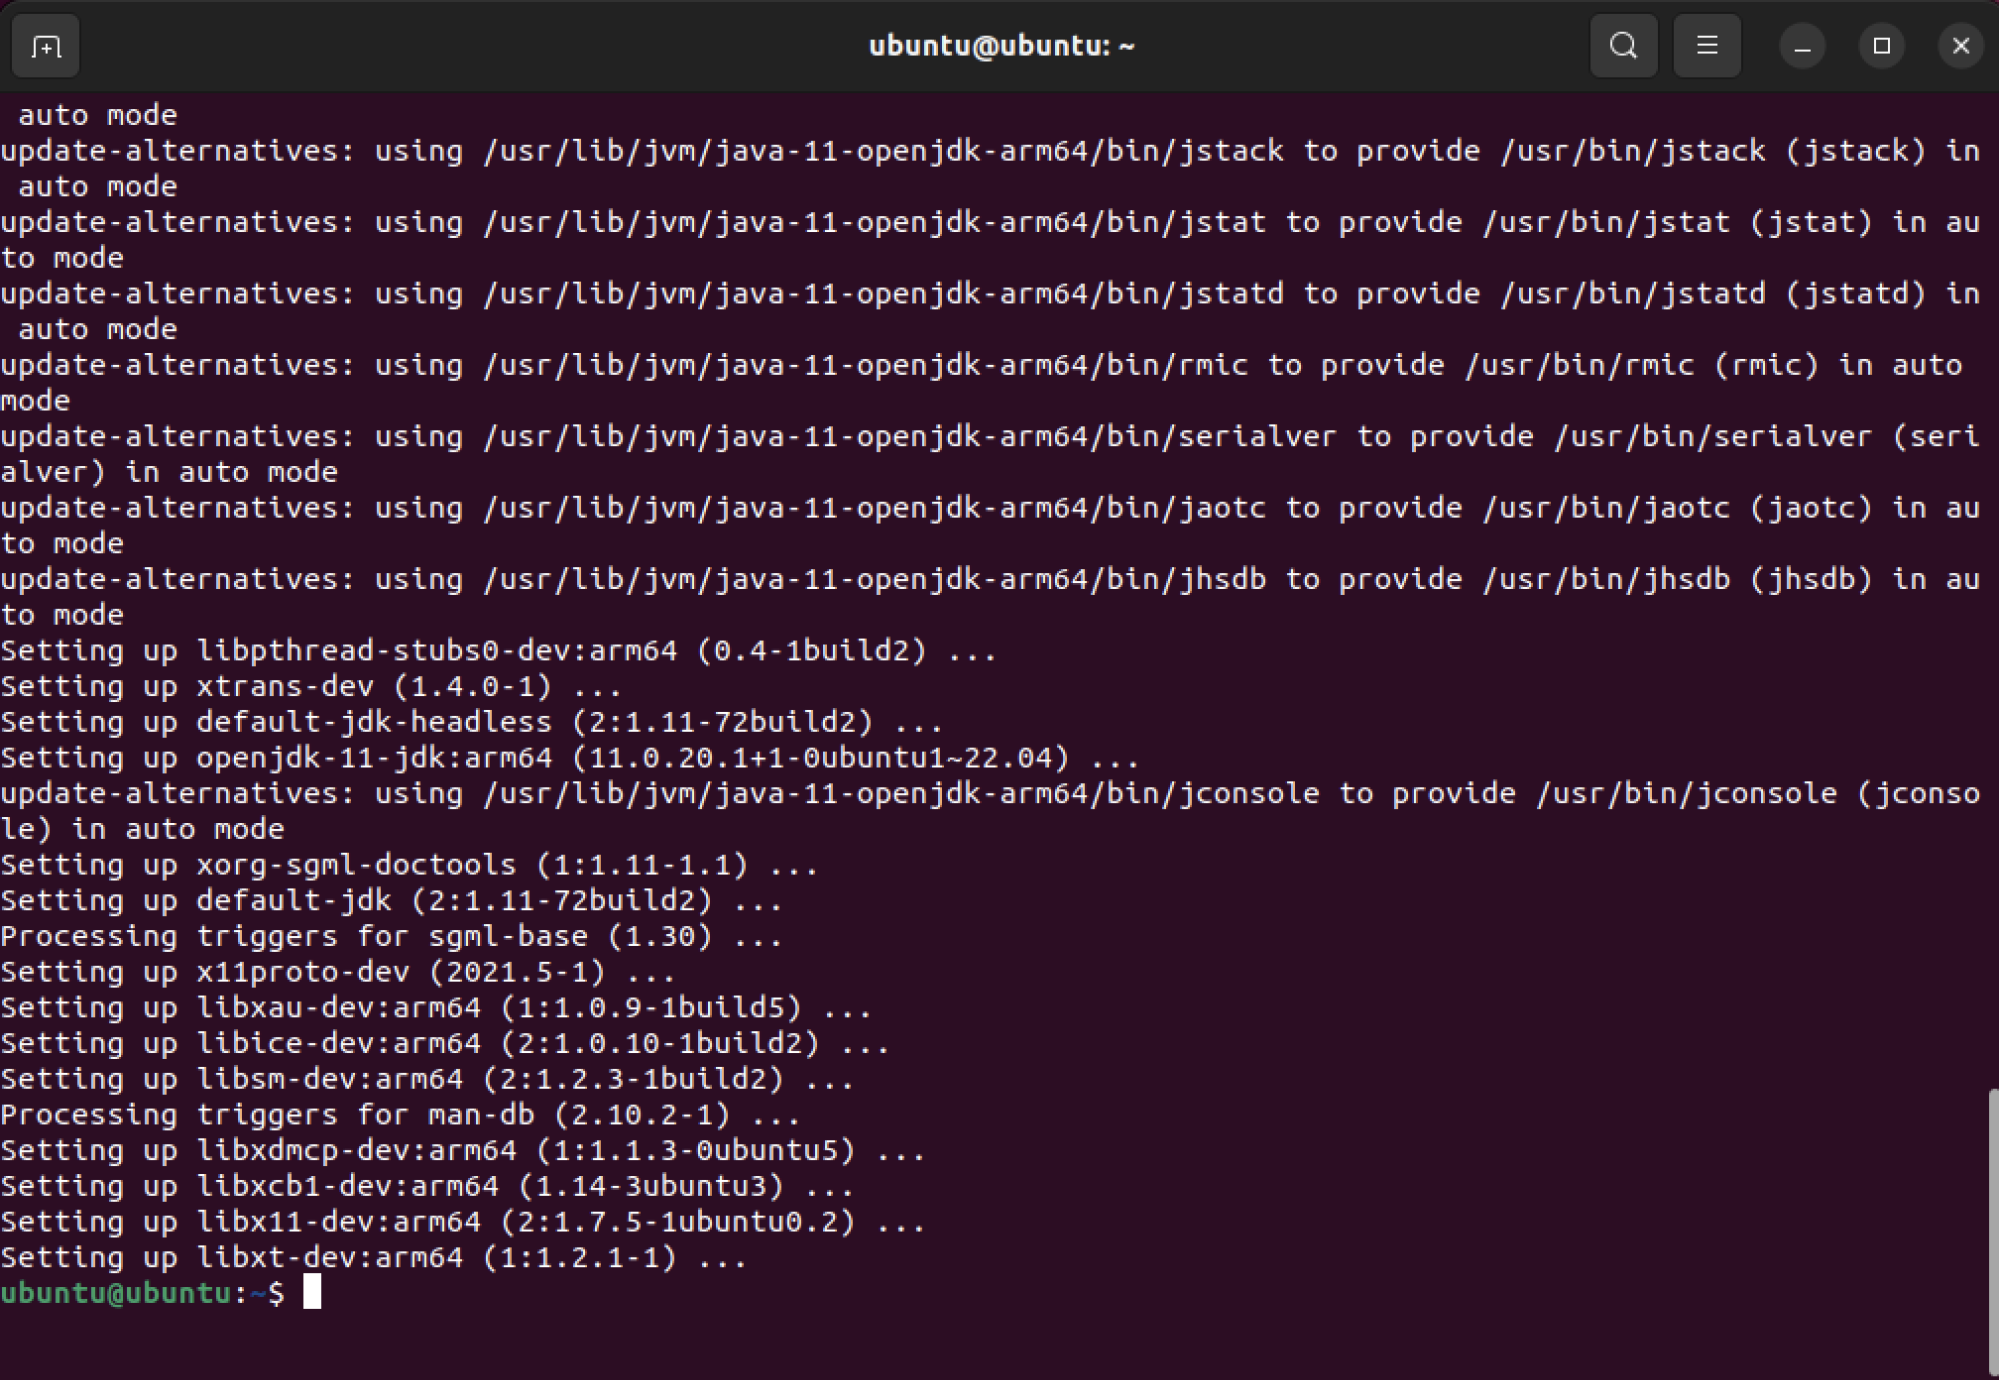 ubuntu@ubuntu: ~
 auto mode
update-alternatives: using /usr/lib/jvm/java-11-openjdk-arm64/bin/jstack to provide /usr/bin/jstack (jstack) in
 auto mode
update-alternatives: using /usr/lib/jvm/java-11-openjdk-arm64/bin/jstat to provide /usr/bin/jstat (jstat) in au
to mode
update-alternatives: using /usr/lib/jvm/java-11-openjdk-arm64/bin/jstatd to provide /usr/bin/jstatd (jstatd) in
 auto mode
update-alternatives: using /usr/lib/jvm/java-11-openjdk-arm64/bin/rmic to provide /usr/bin/rmic (rmic) in auto
mode
update-alternatives: using /usr/lib/jvm/java-11-openjdk-arm64/bin/serialver to provide /usr/bin/serialver (seri
alver) in auto mode
update-alternatives: using /usr/lib/jvm/java-11-openjdk-arm64/bin/jaotc to provide /usr/bin/jaotc (jaotc) in au
to mode
update-alternatives: using /usr/lib/jvm/java-11-openjdk-arm64/bin/jhsdb to provide /usr/bin/jhsdb (jhsdb) in au
to mode
Setting up libpthread-stubs0-dev:arm64 (0.4-1build2) ...
Setting up xtrans-dev (1.4.0-1) ...
Setting up default-jdk-headless (2:1.11-72build2) ...
Setting up openjdk-11-jdk:arm64 (11.0.20.1+1-0ubuntu1~22.04) ...
update-alternatives: using /usr/lib/jvm/java-11-openjdk-arm64/bin/jconsole to provide /usr/bin/jconsole (jconso
le) in auto mode
Setting up xorg-sgml-doctools (1:1.11-1.1) ...
Setting up default-jdk (2:1.11-72build2) ...
Processing triggers for sgml-base (1.30) ...
Setting up x11proto-dev (2021.5-1) ...
Setting up libxau-dev:arm64 (1:1.0.9-1build5) ...
Setting up libice-dev:arm64 (2:1.0.10-1build2) ...
Setting up libsm-dev:arm64 (2:1.2.3-1build2) ...
Processing triggers for man-db (2.10.2-1) ...
Setting up libxdmcp-dev:arm64 (1:1.1.3-0ubuntu5) ...
Setting up libxcb1-dev:arm64 (1.14-3ubuntu3) ...
Setting up libx11-dev:arm64 (2:1.7.5-1ubuntu0.2) ...
Setting up libxt-dev:arm64 (1:1.2.1-1) ...
ubuntu@ubuntu:~$